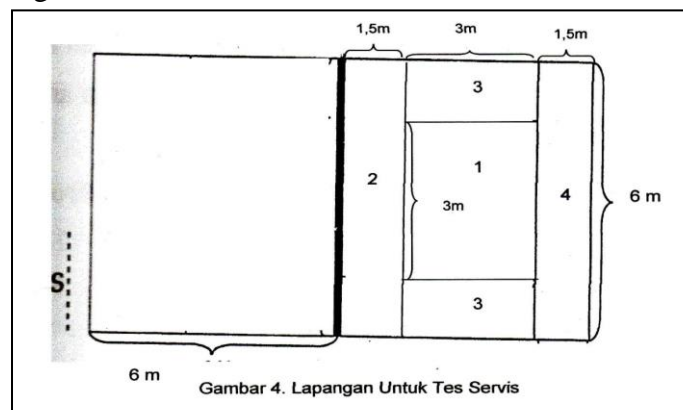 1,5m 3m 1,5m
3
2 1 4
3m
6 m
S
3
6 m
Gambar 4. Lapangan Untuk Tes Servis